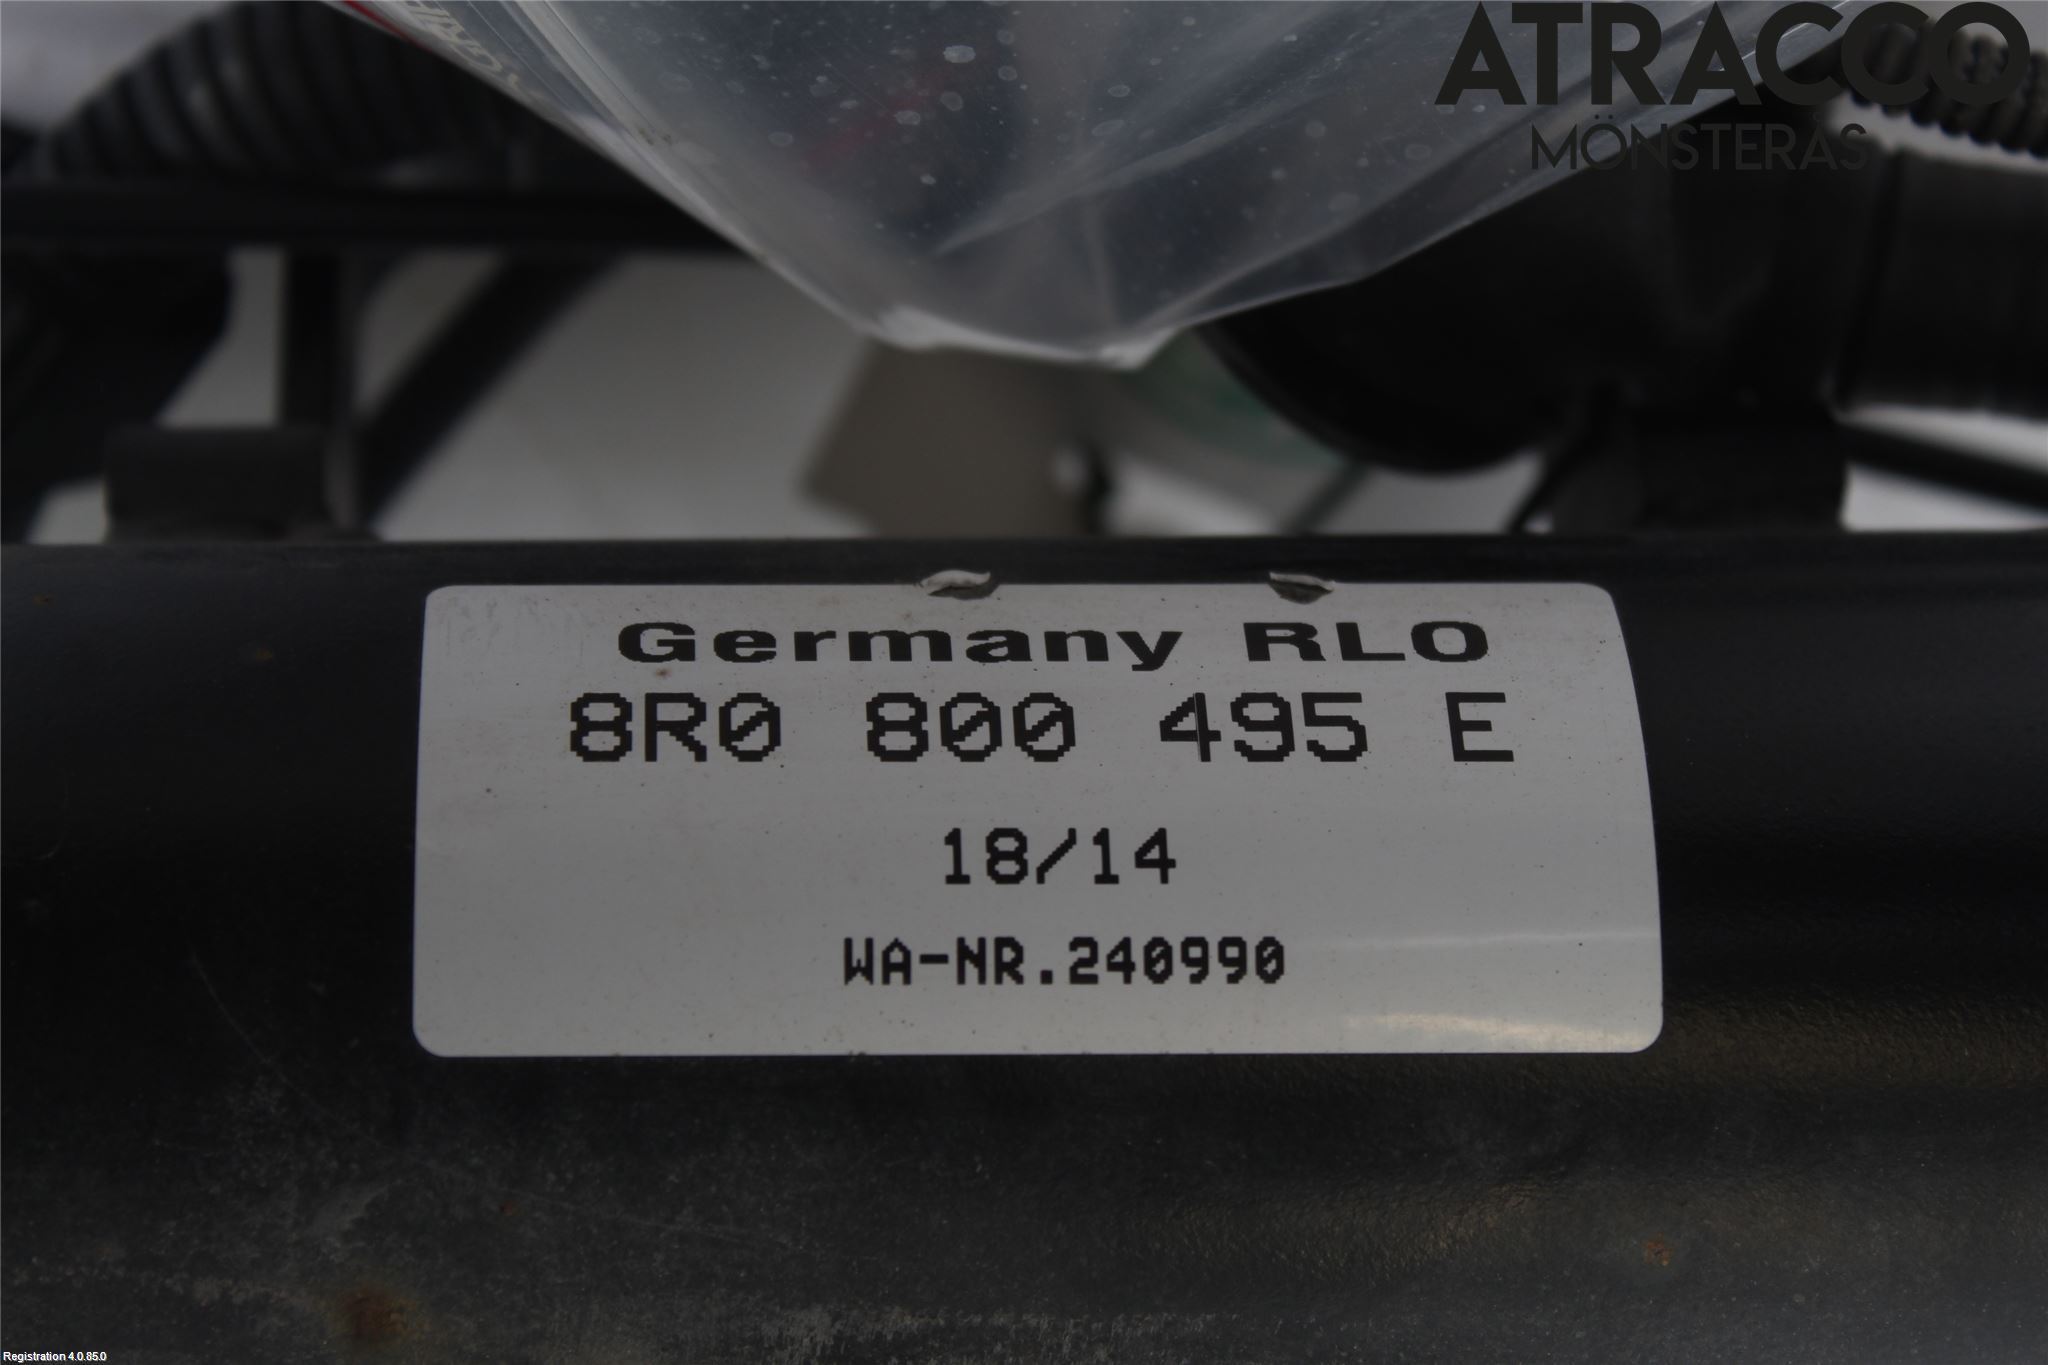 ATRACCO
MÖNSTERÅS
Germany RLO
8R0 800 495 E
18/14
WA-NR.240990
Registration 4.0.85.0